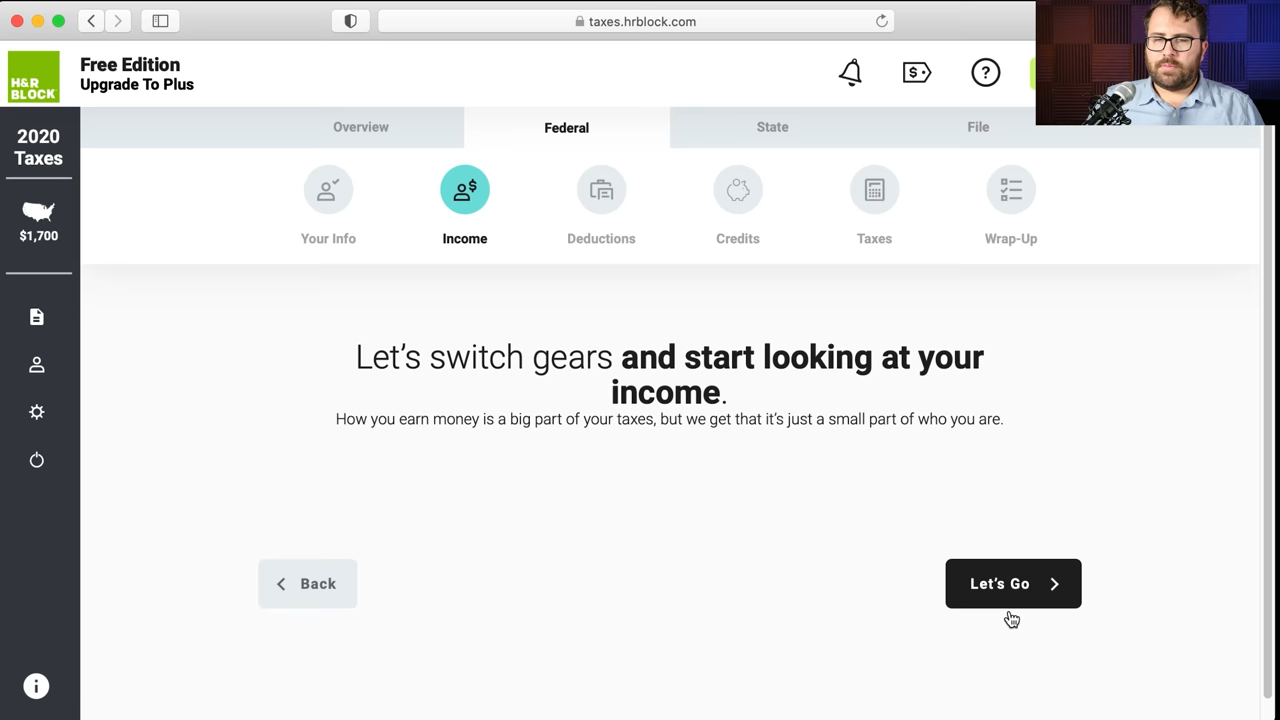 taxes.hrblock.com
H&R
BLOCK
Free Edition
Upgrade To Plus
$
?
2020
Taxes
$1,700
Overview
Federal
State
File
$
Your Info
Income
Deductions
Credits
Taxes
Wrap-Up
Let's switch gears and start looking at your
income.
How you earn money is a big part of your taxes, but we get that it's just a small part of who you are.
Back
Let's Go
i